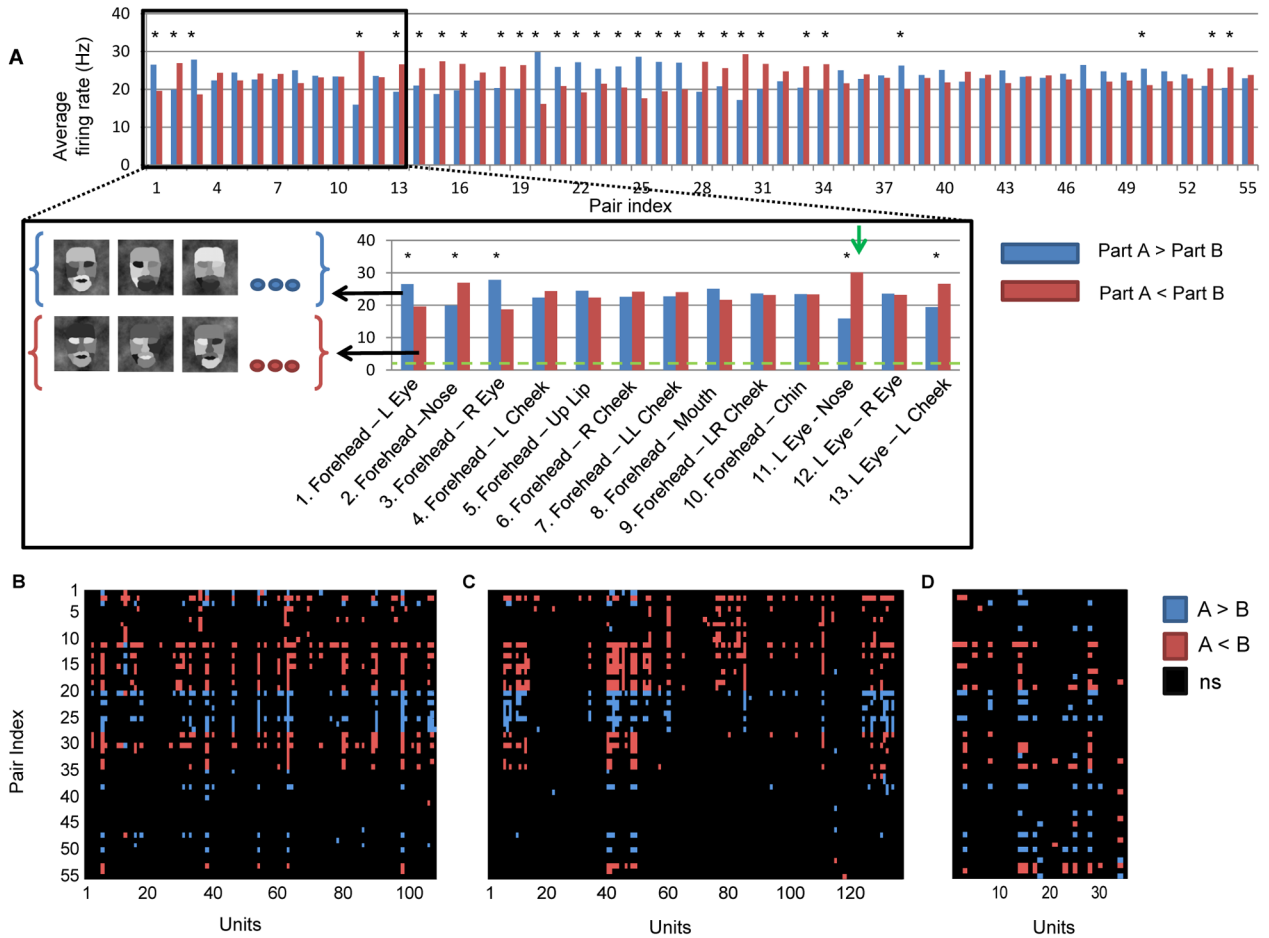 A
Average
firing rate (Hz)
40
30
20
10
0
* * * * * * * * * * * * * * * * * * * * * * * * * * * *
1 4 7 10 13 16 19 22 25 28 31 34 37 40 43 46 49 52 55
Pair index
40
30
20
10
0
* * * * *
1. Forehead – L Eye
2. Forehead –Nose
3. Forehead – R Eye
4. Forehead – L Cheek
5. Forehead – Up Lip
6. Forehead – R Cheek
7. Forehead – LL Cheek
8. Forehead – Mouth
9. Forehead – LR Cheek
10. Forehead – Chin
11. L Eye - Nose
12. L Eye – R Eye
13. L Eye – L Cheek
Part A > Part B
Part A < Part B
B
Pair Index
1
5
10
15
20
25
30
35
40
45
50
55
1 20 40 60 80 100
Units
C
1 20 40 60 80 100 120
Units
D
10 20 30
Units
A > B
A < B
ns